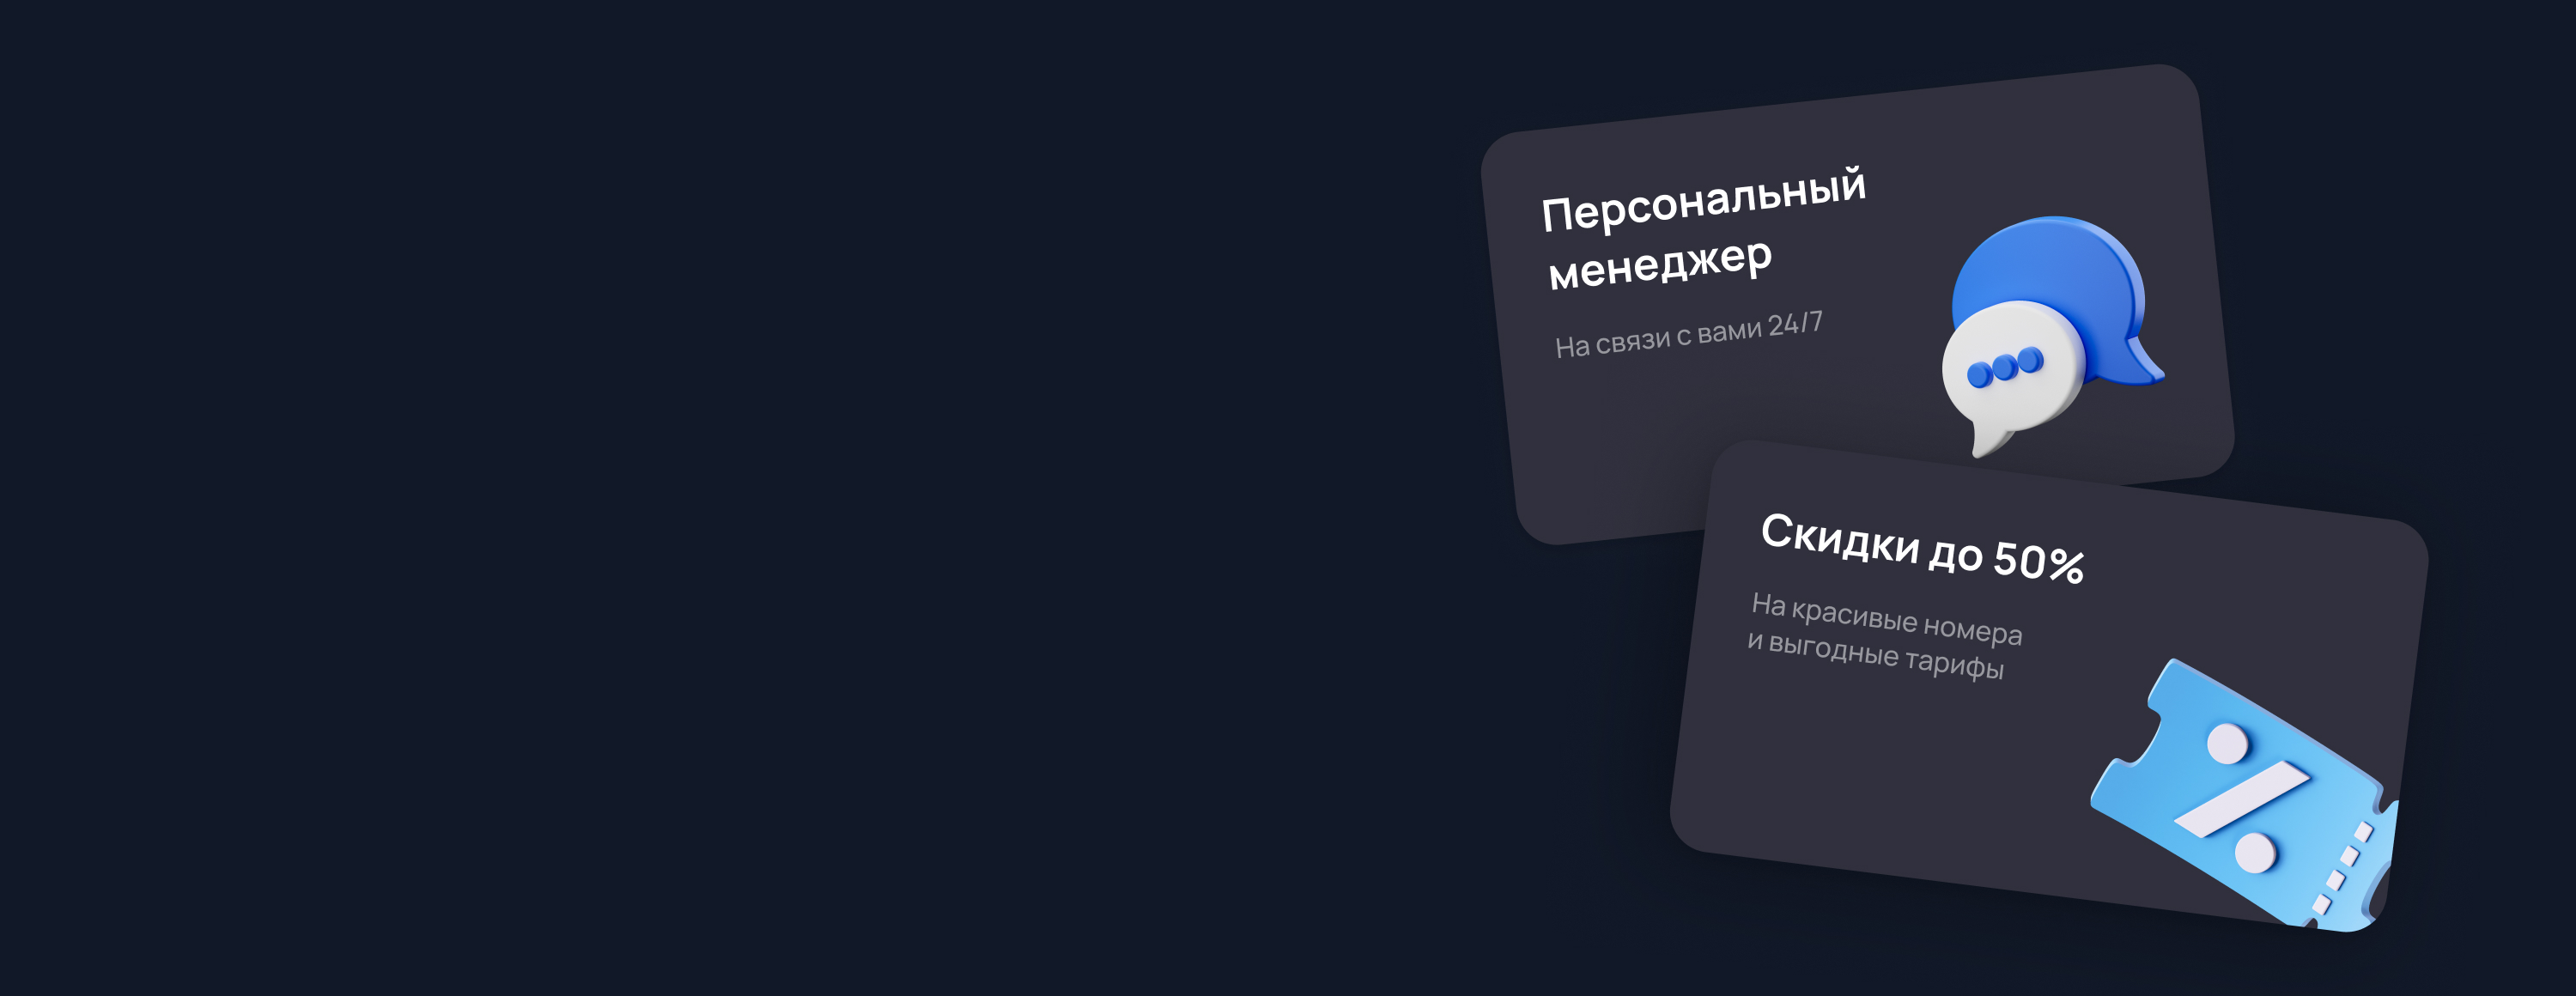 Персональный
менеджер
На связи с вами 24/7
Скидки до 50%
На красивые номера
и выгодные тарифы